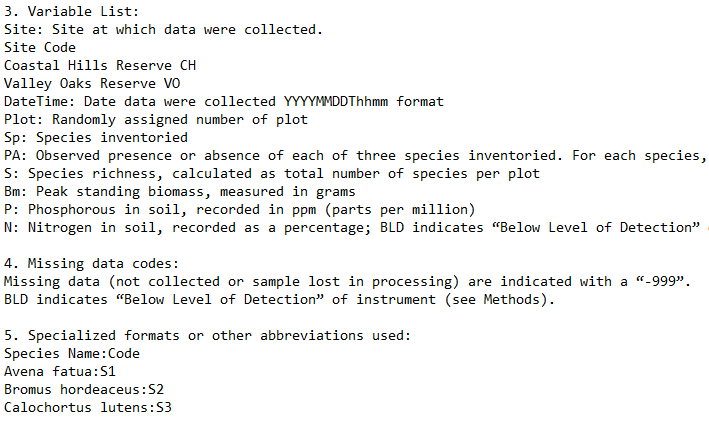 3. Variable List:
Site: Site at which data were collected.
Site Code
Coastal Hills Reserve CH
Valley Oaks Reserve VO
DateTime: Date data were collected YYYYMMDDThhmm format
Plot: Randomly assigned number of plot
Sp: Species inventoried
PA: Observed presence or absence of each of three species inventoried. For each species,
S: Species richness, calculated as total number of species per plot
Bm: Peak standing biomass, measured in grams
P: Phosphorous in soil, recorded in ppm (parts per million)
N: Nitrogen in soil, recorded as a percentage; BLD indicates “Below Level of Detection”
4. Missing data codes:
Missing data (not collected or sample lost in processing) are indicated with a “-999”.
BLD indicates “Below Level of Detection” of instrument (see Methods).
5. Specialized formats or other abbreviations used:
Species Name:Code
Avena fatua:S1
Bromus hordeaceus:S2
Calochortus lutens:S3